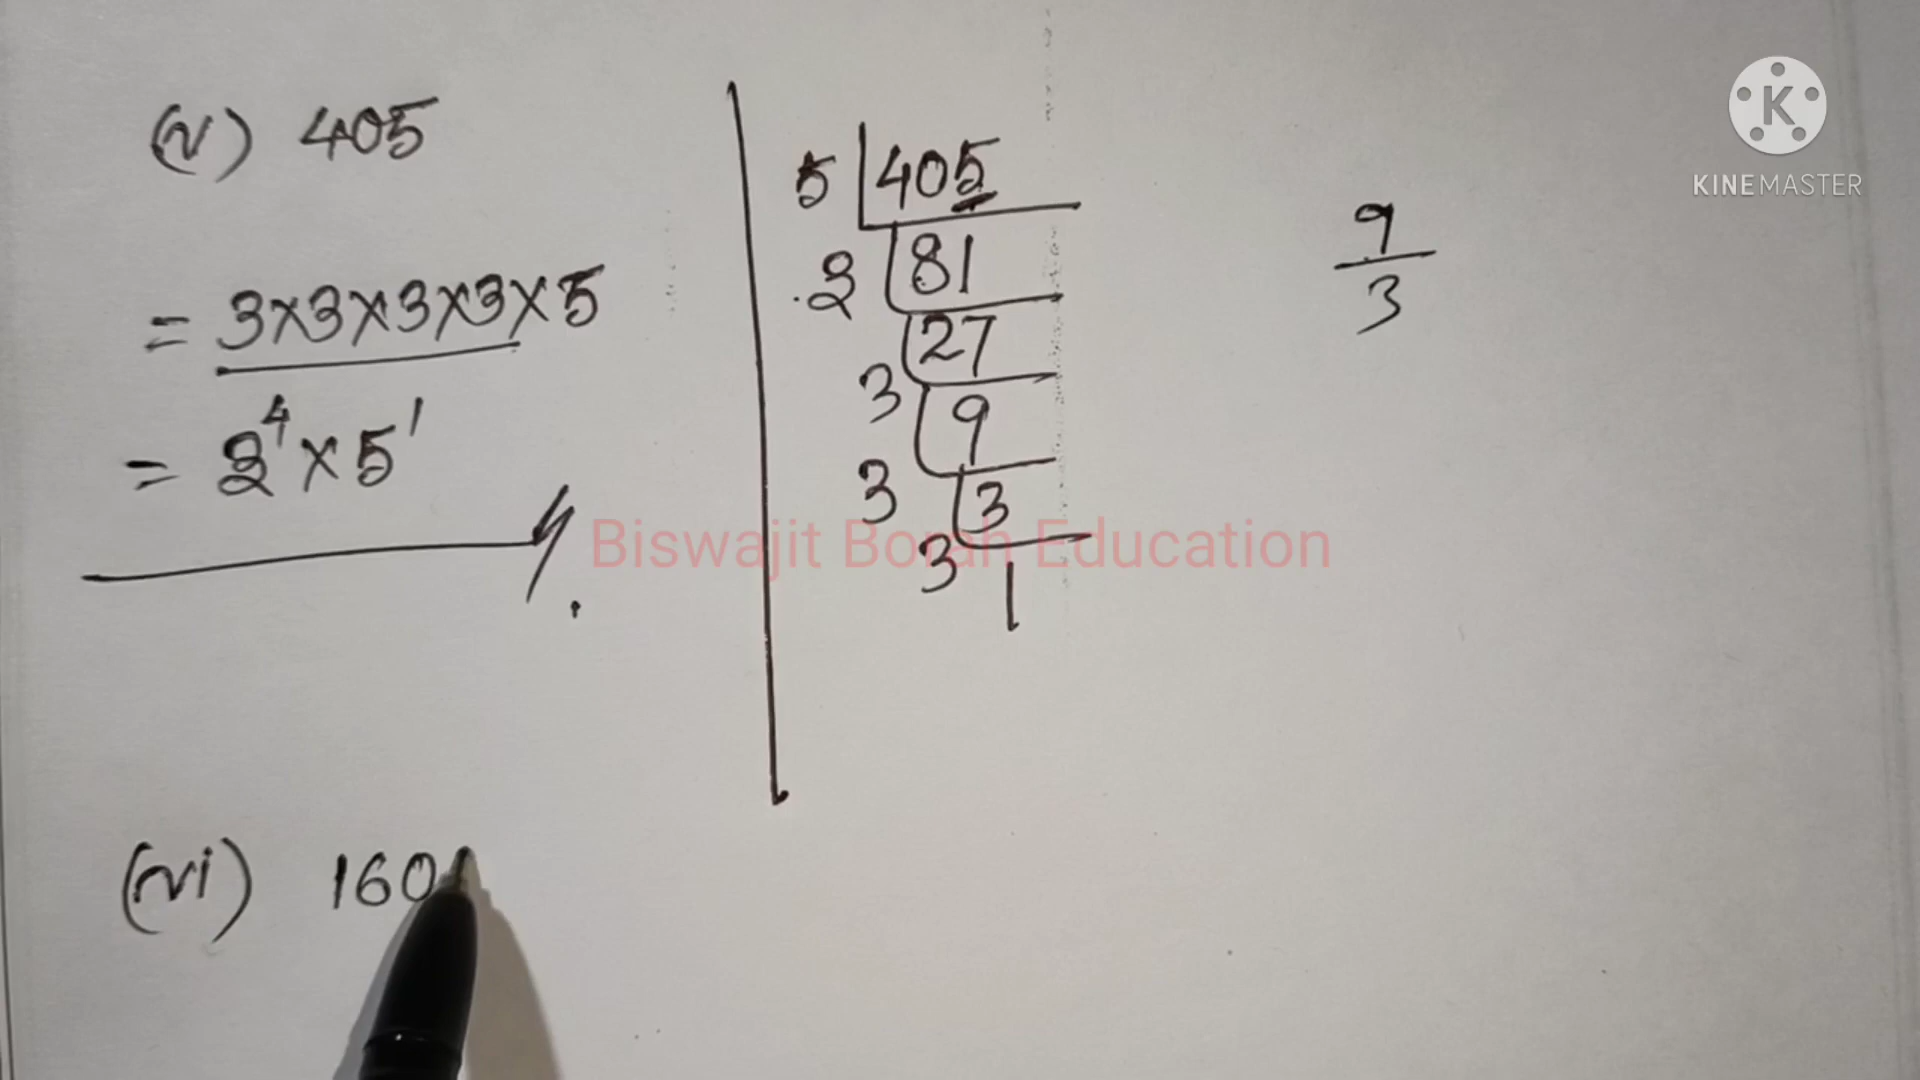 (v) 405
= 3×3×3×3×5
= 3⁴×5¹
5 405
3 81
3 27
3 9
3 3
1
9
3
(vi) 160
KINEMASTER
Biswajit Borah Education